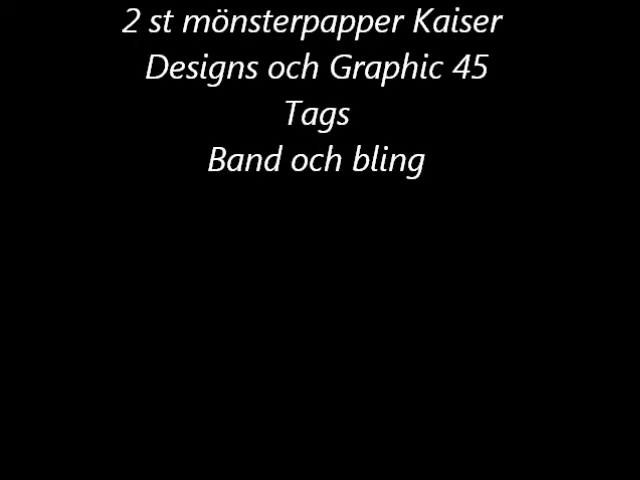 2 st mönsterpapper Kaiser
Designs och Graphic 45
Tags
Band och bling